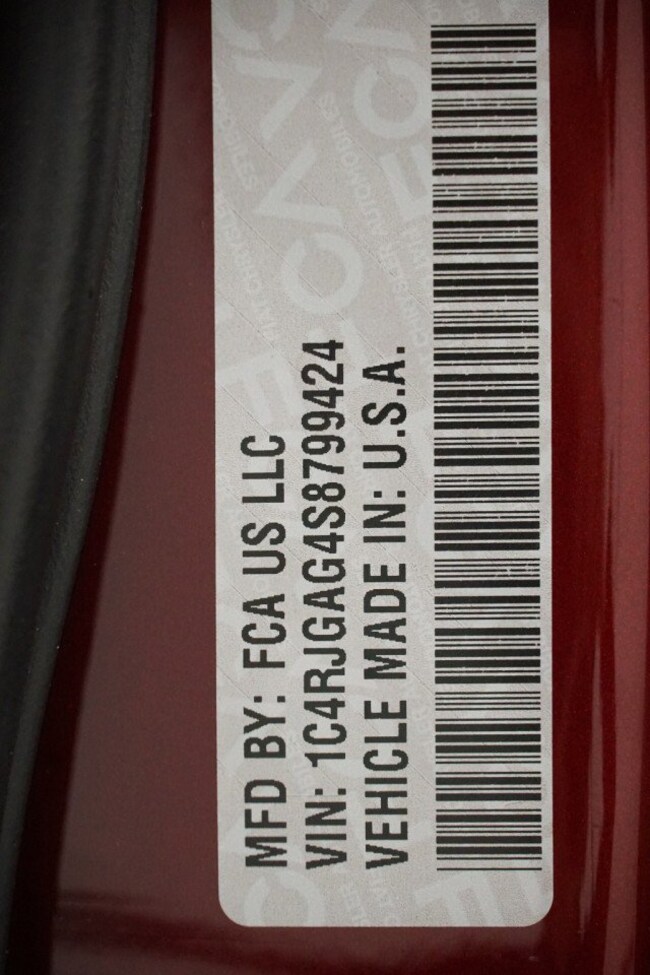 MFD BY: FCA US LLC
VIN: 1C4RJGAG4S8799424
VEHICLE MADE IN: U.S.A.